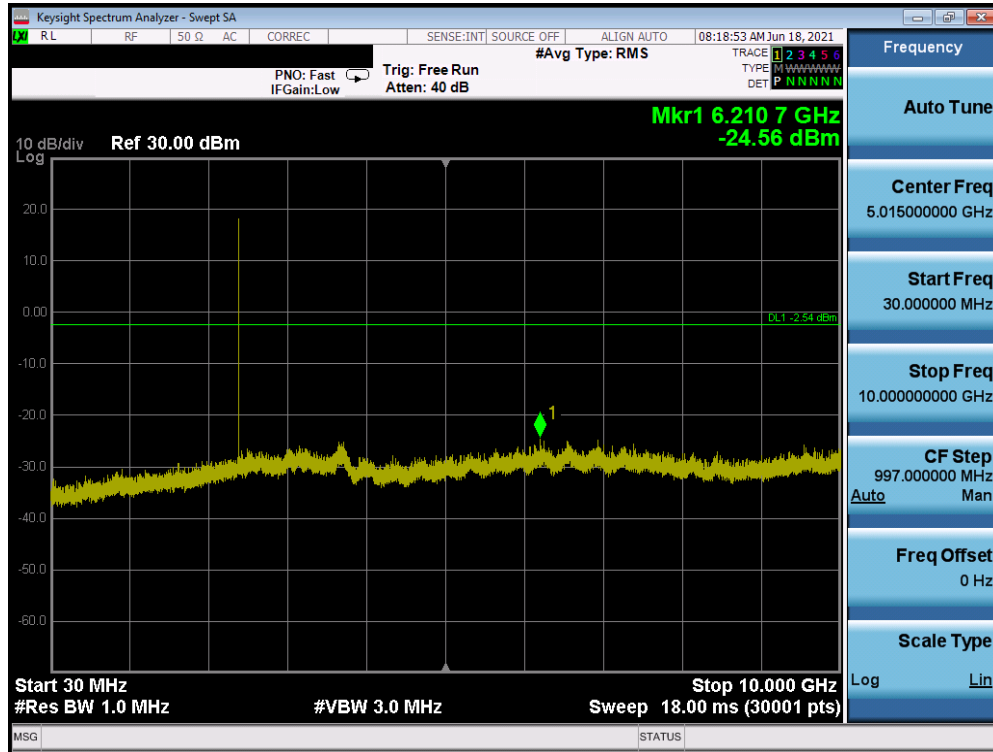 Keysight Spectrum Analyzer - Swept SA
LXI RL RF 50 Ω AC CORREC SENSE:INT SOURCE OFF ALIGN AUTO 08:18:53 AM Jun 18, 2021
#Avg Type: RMS
TRACE 1 2 3 4 5 6
PNO: Fast Trig: Free Run
TYPE M WWWWW
IFGain:Low Atten: 40 dB
DET P N N N N N
Mkr1 6.210 7 GHz
-24.56 dBm
10 dB/div Ref 30.00 dBm
Log
20.0
10.0
0.00
DL1 -2.54 dBm
-10.0
-20.0
1
-30.0
-40.0
-50.0
-60.0
Start 30 MHz Stop 10.000 GHz
#Res BW 1.0 MHz #VBW 3.0 MHz Sweep 18.00 ms (30001 pts)
MSG STATUS
Frequency
Auto Tune
Center Freq
5.015000000 GHz
Start Freq
30.000000 MHz
Stop Freq
10.000000000 GHz
CF Step
997.000000 MHz
Auto Man
Freq Offset
0 Hz
Scale Type
Log Lin